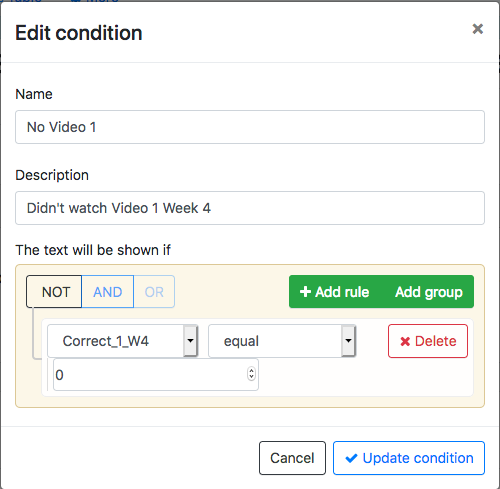 Edit condition ×
Name
No Video 1
Description
Didn't watch Video 1 Week 4
The text will be shown if
NOT AND OR + Add rule Add group
Correct_1_W4 equal Delete
0
Cancel Update condition